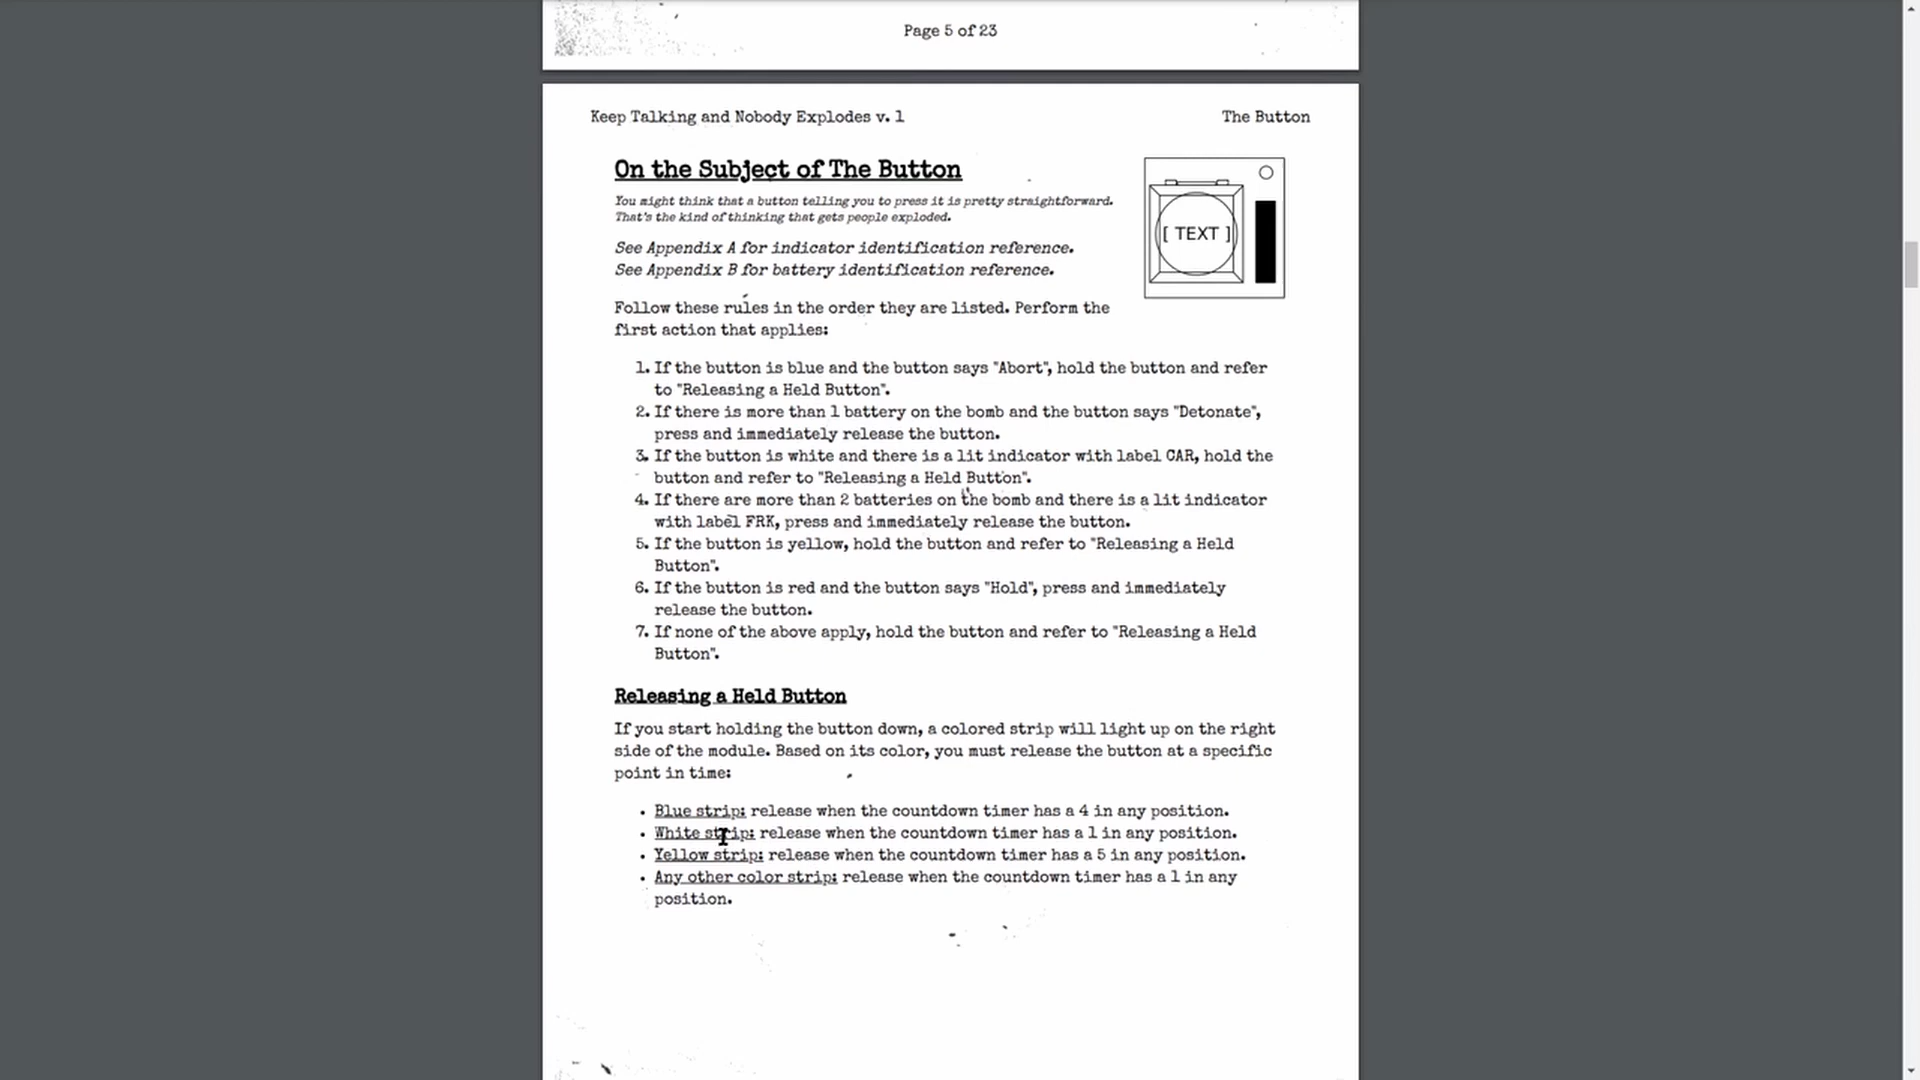 Page 5 of 23
Keep Talking and Nobody Explodes v. 1
The Button
On the Subject of The Button
You might think that a button telling you to press it is pretty straightforward.
That's the kind of thinking that gets people exploded.
See Appendix A for indicator identification reference.
See Appendix B for battery identification reference.
[ TEXT ]
Follow these rules in the order they are listed. Perform the
first action that applies:
1. If the button is blue and the button says "Abort", hold the button and refer
to "Releasing a Held Button".
2. If there is more than 1 battery on the bomb and the button says "Detonate",
press and immediately release the button.
3. If the button is white and there is a lit indicator with label CAR, hold the
button and refer to "Releasing a Held Button".
4. If there are more than 2 batteries on the bomb and there is a lit indicator
with label FRK, press and immediately release the button.
5. If the button is yellow, hold the button and refer to "Releasing a Held
Button".
6. If the button is red and the button says "Hold", press and immediately
release the button.
7. If none of the above apply, hold the button and refer to "Releasing a Held
Button".
Releasing a Held Button
If you start holding the button down, a colored strip will light up on the right
side of the module. Based on its color, you must release the button at a specific
point in time:
• Blue strip: release when the countdown timer has a 4 in any position.
• White strip: release when the countdown timer has a 1 in any position.
• Yellow strip: release when the countdown timer has a 5 in any position.
• Any other color strip: release when the countdown timer has a 1 in any
position.